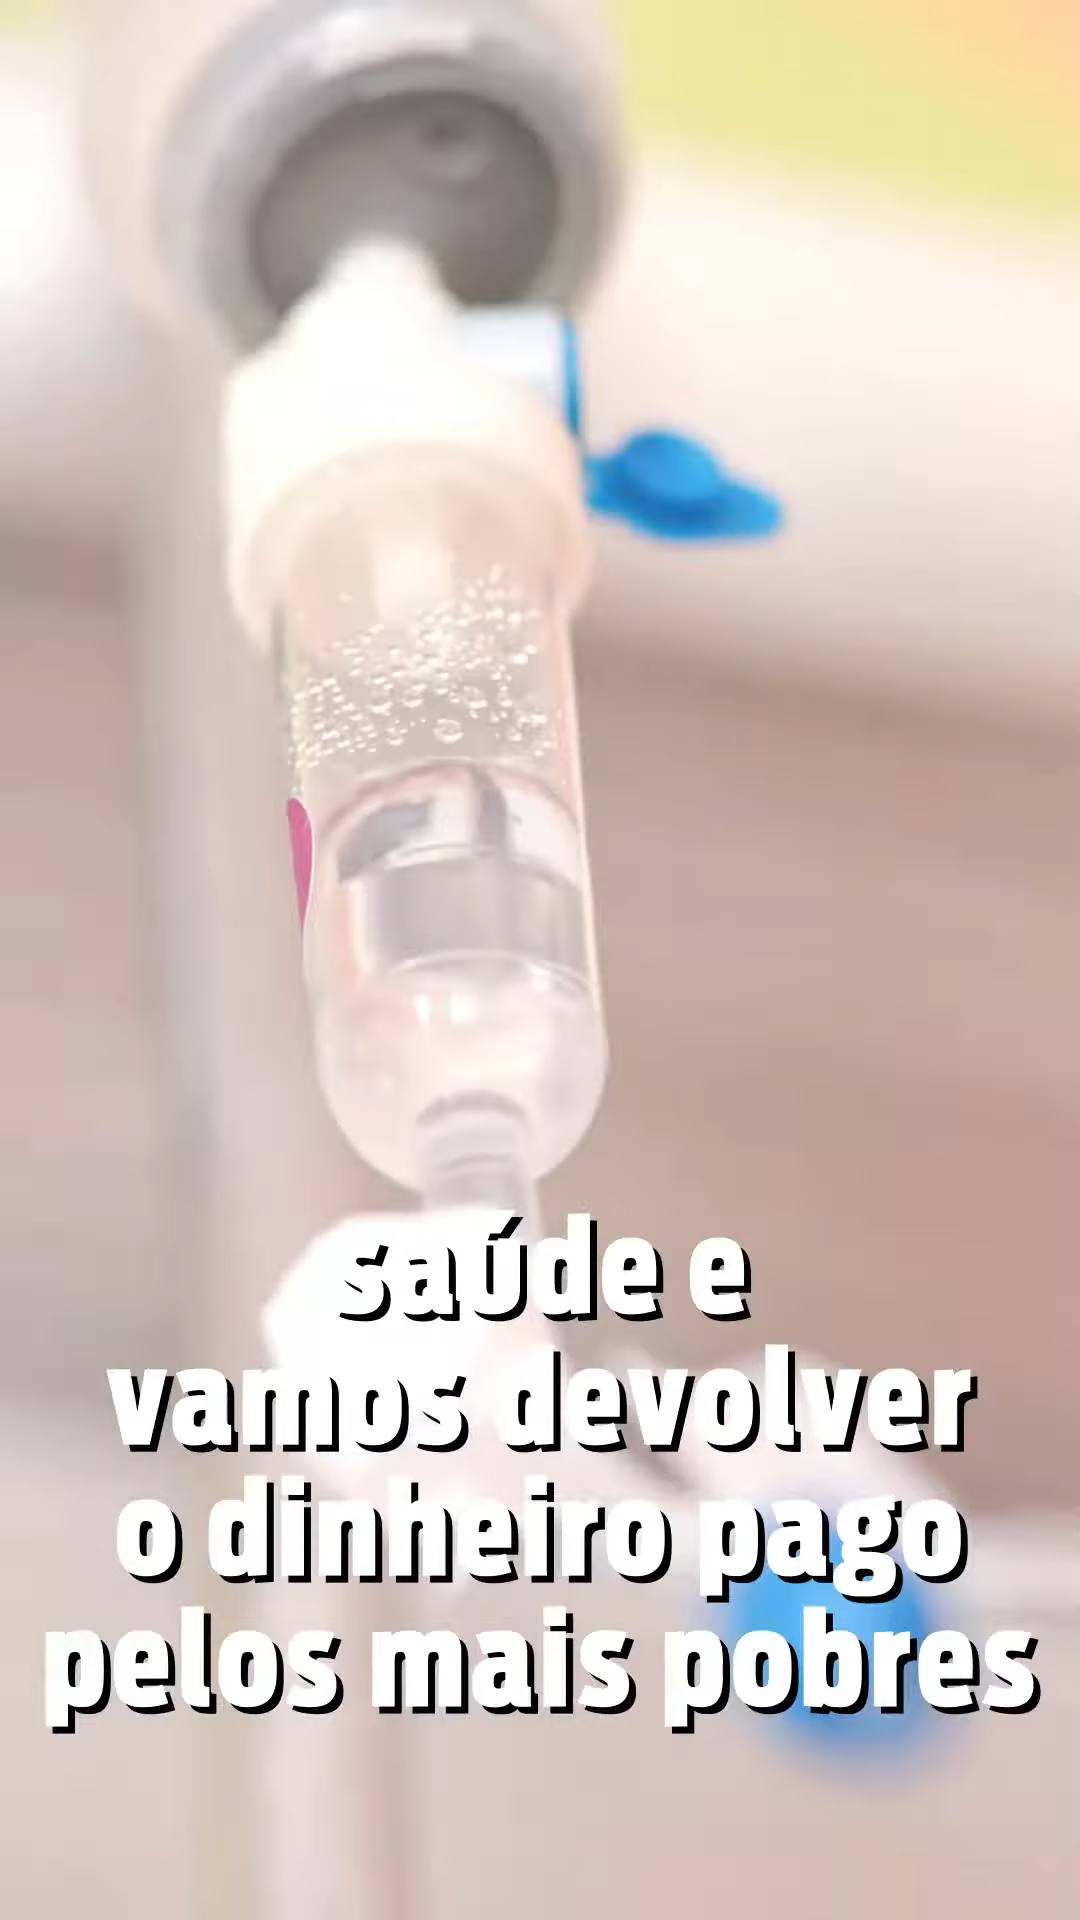 saúde e
vamos devolver
o dinheiro pago
pelos mais pobres